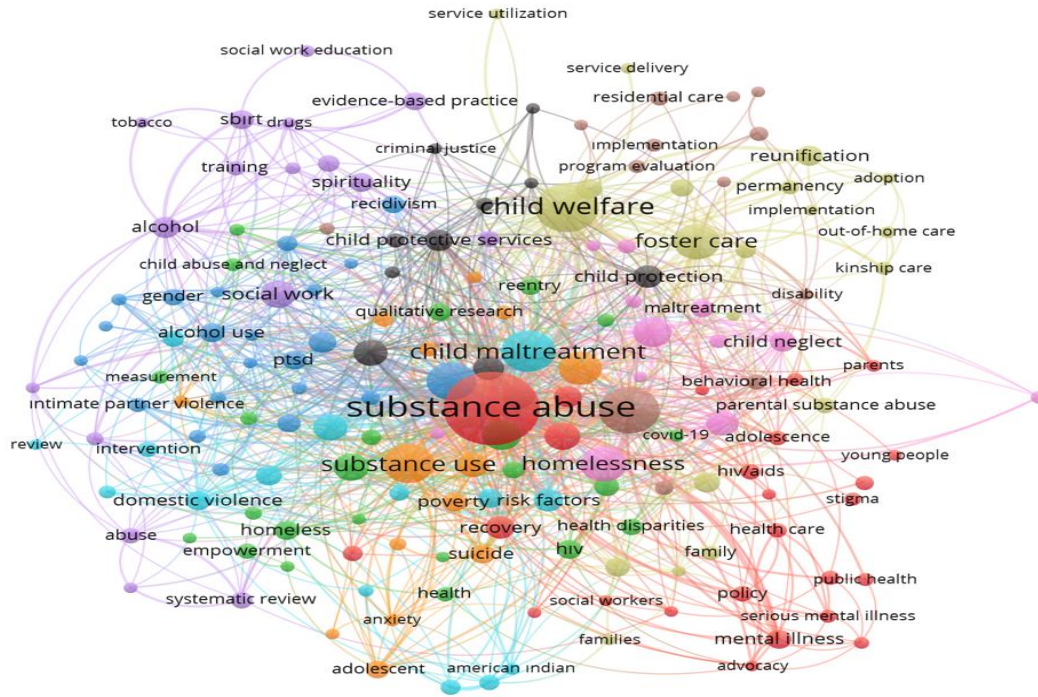 service utilization
social work education
service delivery
evidence-based practice
residential care
tobacco
sbirt
drugs
criminal justice
implementation
training
program evaluation
reunification
spirituality
permanency
adoption
recidivism
child welfare
implementation
alcohol
out-of-home care
child protective services
foster care
child abuse and neglect
child protection
kinship care
reentry
gender
social work
disability
qualitative research
maltreatment
alcohol use
child neglect
ptsd
child maltreatment
parents
measurement
behavioral health
intimate partner violence
substance abuse
parental substance abuse
covid-19
adolescence
review
intervention
young people
substance use
homelessness
hiv/aids
domestic violence
poverty
risk factors
stigma
abuse
homeless
recovery
health disparities
health care
empowerment
suicide
hiv
family
public health
systematic review
health
social workers
policy
serious mental illness
anxiety
families
mental illness
adolescent
american indian
advocacy